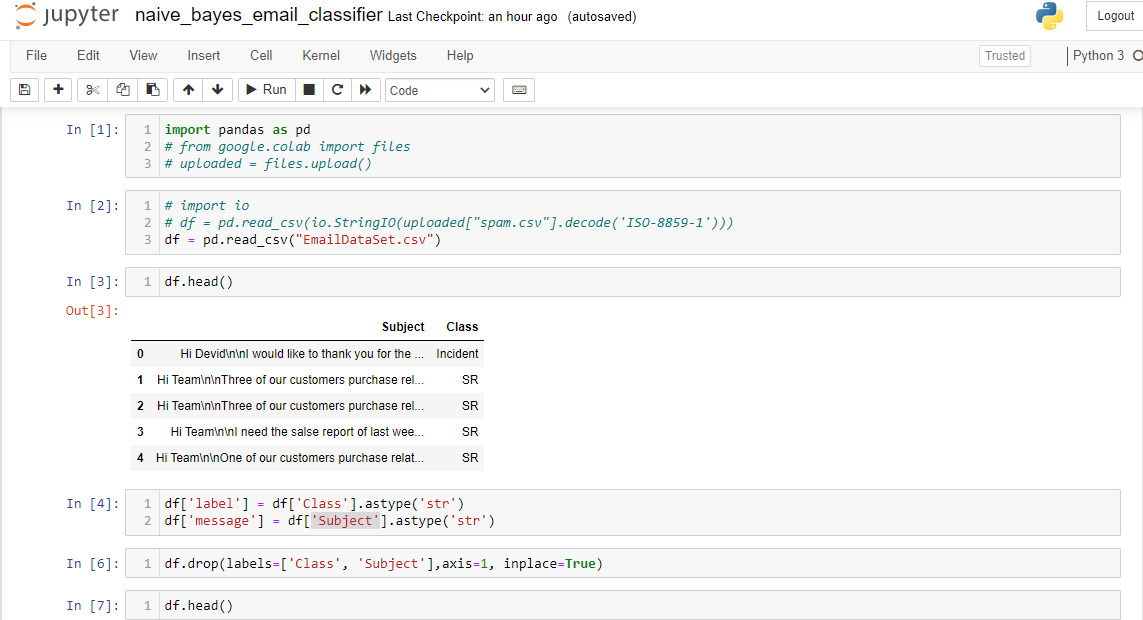 jupyter naive_bayes_email_classifier Last Checkpoint: an hour ago (autosaved)
Logout
File Edit View Insert Cell Kernel Widgets Help
Trusted
Python 3
Run
Code
In [1]: 1 import pandas as pd
2 # from google.colab import files
3 # uploaded = files.upload()
In [2]: 1 # import io
2 # df = pd.read_csv(io.StringIO(uploaded["spam.csv"].decode('ISO-8859-1')))
3 df = pd.read_csv("EmailDataSet.csv")
In [3]: 1 df.head()
Out[3]:
Subject Class
0 Hi Devid\n\nI would like to thank you for the ... Incident
1 Hi Team\n\nThree of our customers purchase rel... SR
2 Hi Team\n\nThree of our customers purchase rel... SR
3 Hi Team\n\nI need the salse report of last wee... SR
4 Hi Team\n\nOne of our customers purchase relat... SR
In [4]: 1 df['label'] = df['Class'].astype('str')
2 df['message'] = df['Subject'].astype('str')
In [6]: 1 df.drop(labels=['Class', 'Subject'],axis=1, inplace=True)
In [7]: 1 df.head()